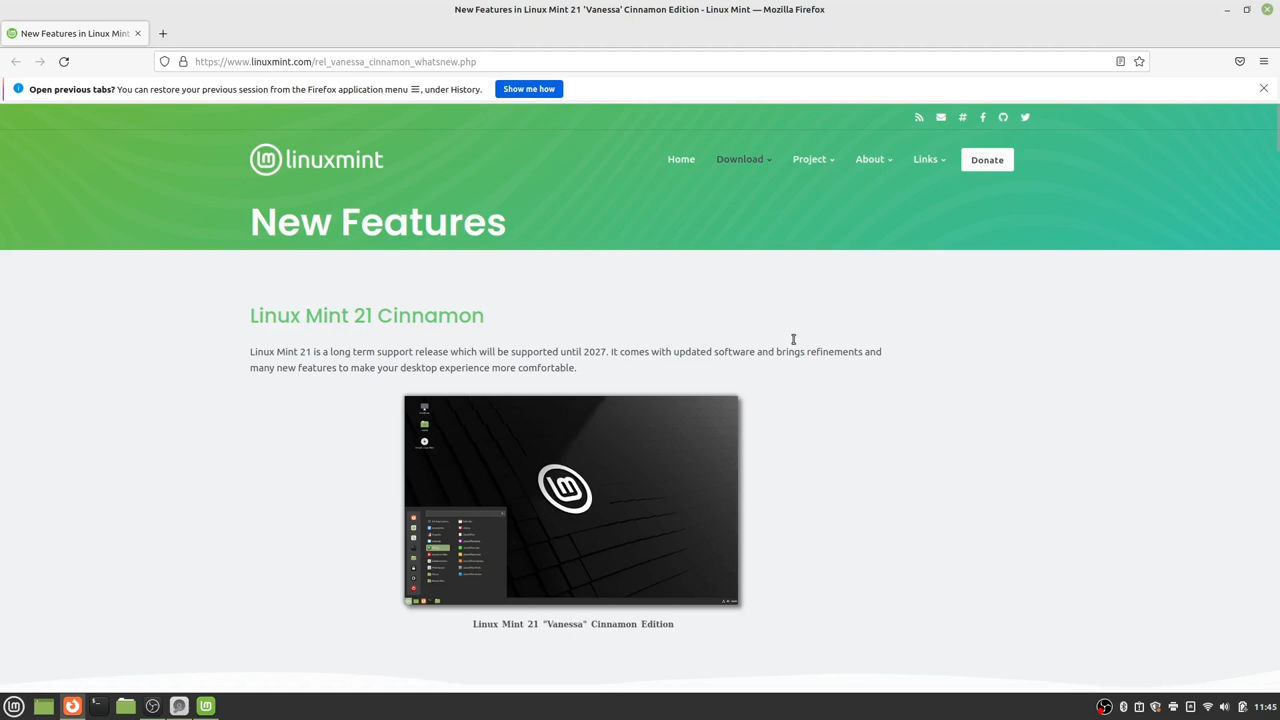 New Features in Linux Mint 21 'Vanessa' Cinnamon Edition - Linux Mint — Mozilla Firefox
New Features in Linux Mint
https://www.linuxmint.com/rel_vanessa_cinnamon_whatsnew.php
Open previous tabs? You can restore your previous session from the Firefox application menu ☰, under History. Show me how
linuxmint
Home Download Project About Links Donate
New Features
Linux Mint 21 Cinnamon
Linux Mint 21 is a long term support release which will be supported until 2027. It comes with updated software and brings refinements and
many new features to make your desktop experience more comfortable.
Linux Mint 21 "Vanessa" Cinnamon Edition
11:45